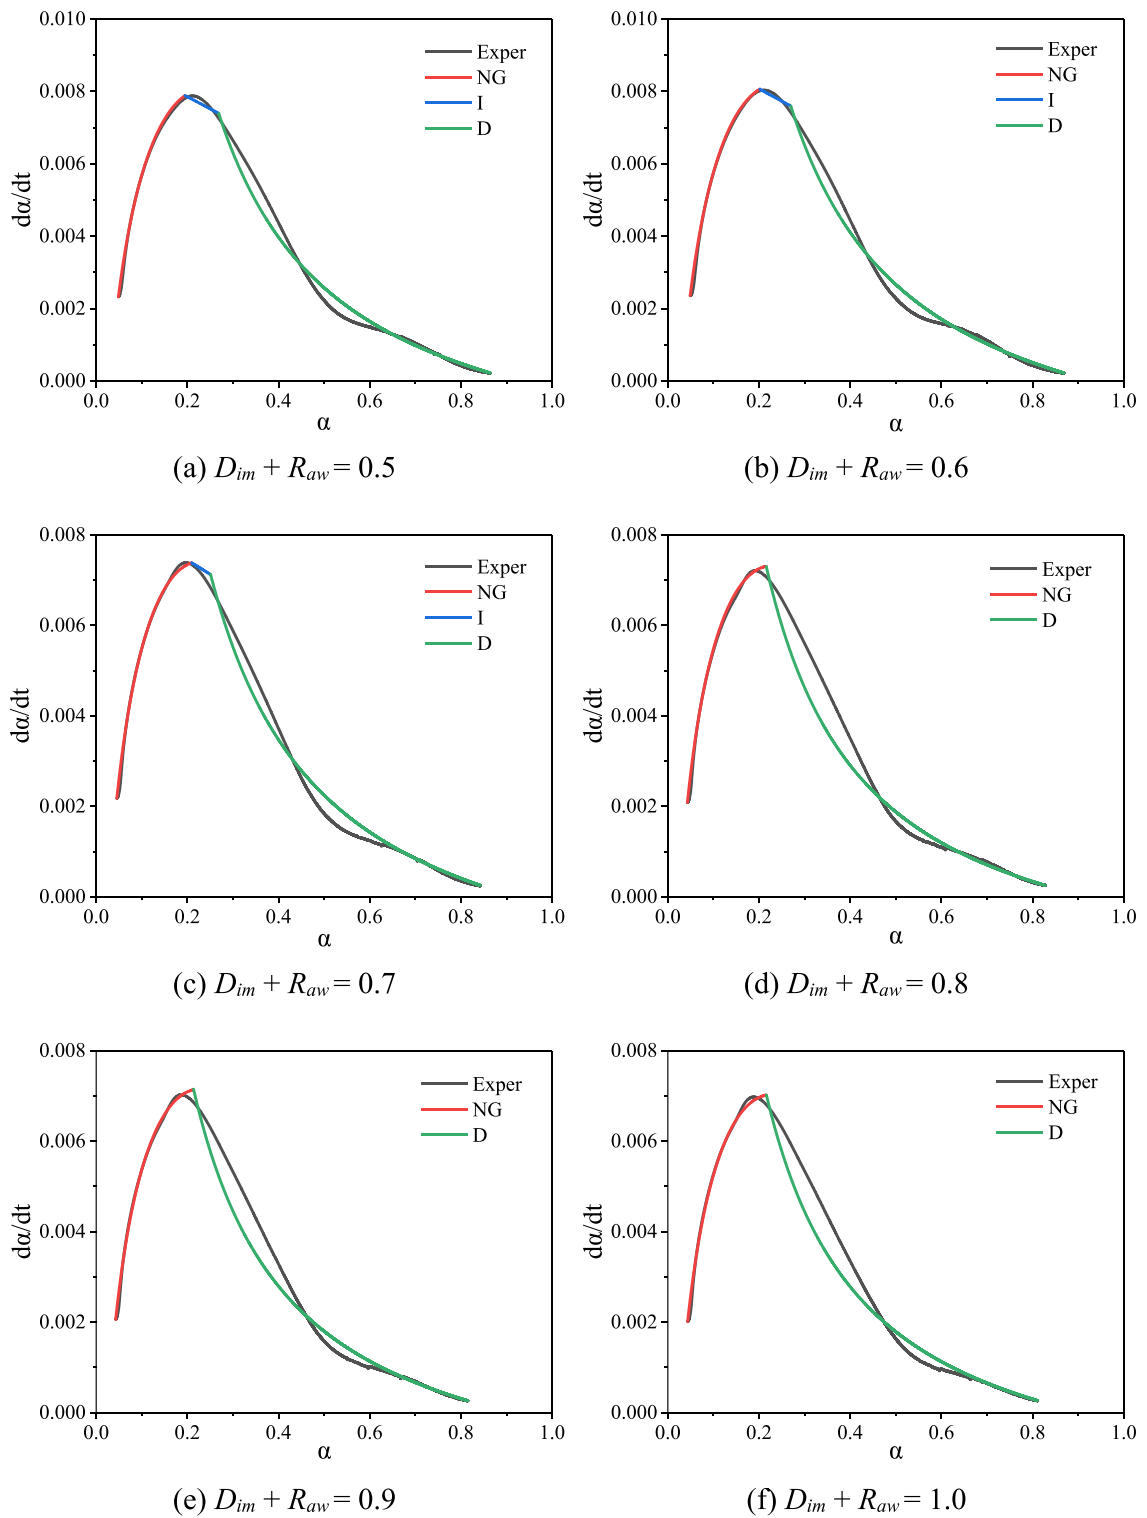 0.010
0.008
0.006
0.004
0.002
0.000
dα/dt
Exper
NG
I
D
0.0 0.2 0.4 0.6 0.8 1.0
α
(a) Dim + Raw = 0.5
0.010
0.008
0.006
0.004
0.002
0.000
dα/dt
Exper
NG
I
D
0.0 0.2 0.4 0.6 0.8 1.0
α
(b) Dim + Raw = 0.6
0.008
0.006
0.004
0.002
0.000
dα/dt
Exper
NG
I
D
0.0 0.2 0.4 0.6 0.8 1.0
α
(c) Dim + Raw = 0.7
0.008
0.006
0.004
0.002
0.000
dα/dt
Exper
NG
D
0.0 0.2 0.4 0.6 0.8 1.0
α
(d) Dim + Raw = 0.8
0.008
0.006
0.004
0.002
0.000
dα/dt
Exper
NG
D
0.0 0.2 0.4 0.6 0.8 1.0
α
(e) Dim + Raw = 0.9
0.008
0.006
0.004
0.002
0.000
dα/dt
Exper
NG
D
0.0 0.2 0.4 0.6 0.8 1.0
α
(f) Dim + Raw = 1.0